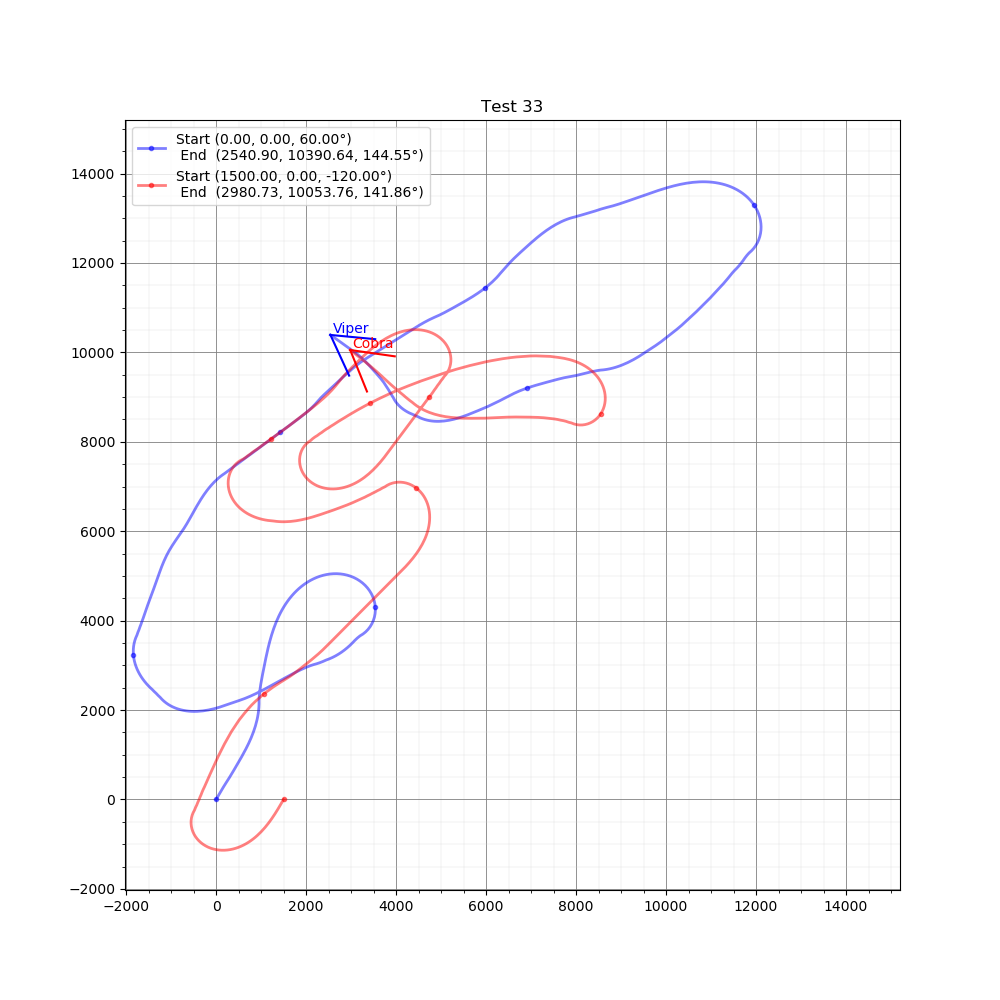 Test 33
Start (0.00, 0.00, 60.00°)
End (2540.90, 10390.64, 144.55°)
Start (1500.00, 0.00, -120.00°)
End (2980.73, 10053.76, 141.86°)
14000
12000
10000
8000
6000
4000
2000
0
−2000
Viper
Cobra
−2000 0 2000 4000 6000 8000 10000 12000 14000